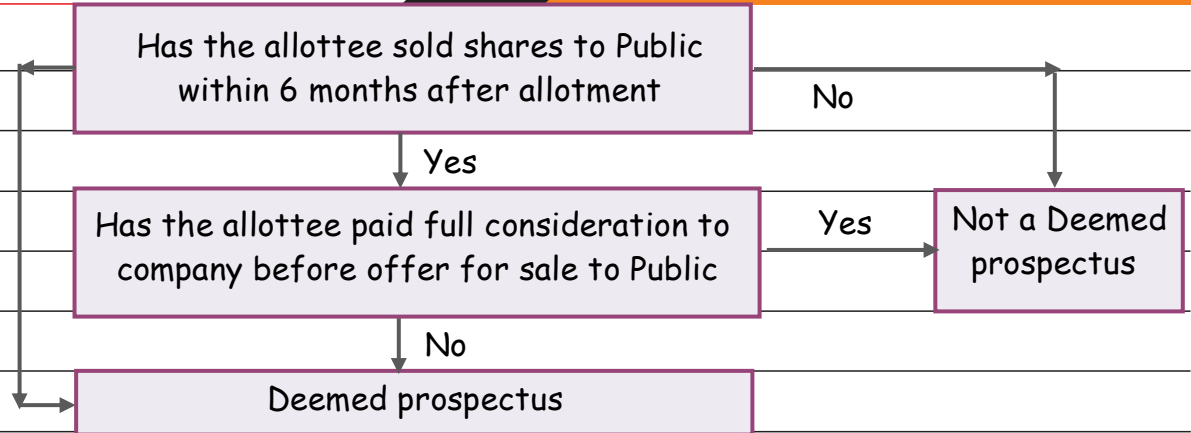 Has the allottee sold shares to Public
within 6 months after allotment
No
Yes
Has the allottee paid full consideration to
company before offer for sale to Public
Yes
Not a Deemed
prospectus
No
Deemed prospectus